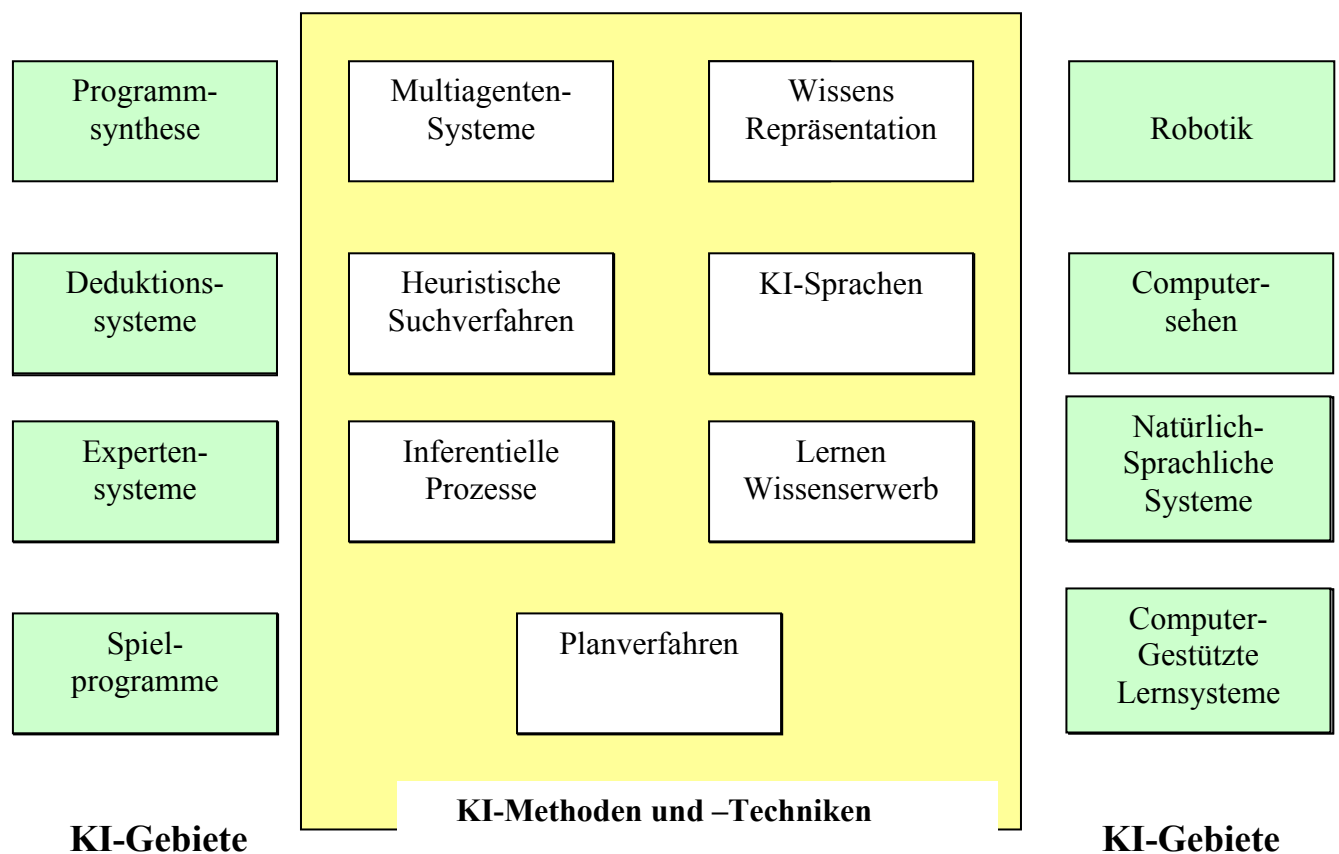 Programm-
synthese
Multiagenten-
Systeme
Wissens
Repräsentation
Robotik
Deduktions-
systeme
Heuristische
Suchverfahren
KI-Sprachen
Computer-
sehen
Experten-
systeme
Inferentielle
Prozesse
Lernen
Wissenserwerb
Natürlich-
Sprachliche
Systeme
Spiel-
programme
Planverfahren
Computer-
Gestützte
Lernsysteme
KI-Gebiete
KI-Methoden und –Techniken
KI-Gebiete